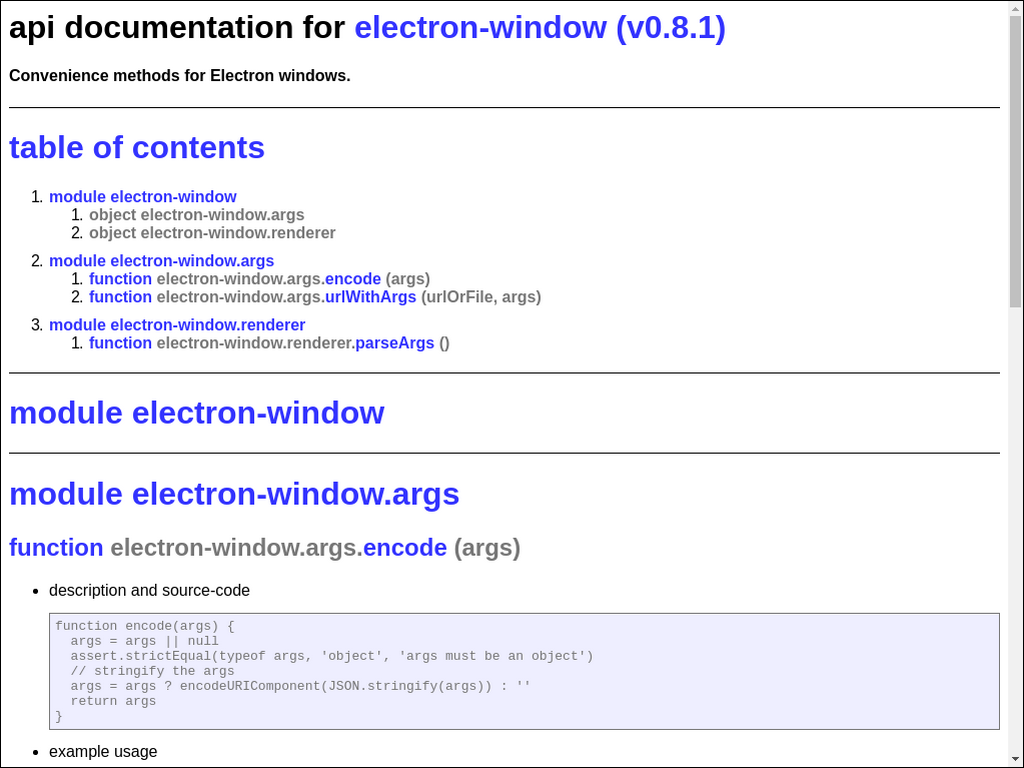 api documentation for electron-window (v0.8.1)
Convenience methods for Electron windows.
table of contents
1. module electron-window
1. object electron-window.args
2. object electron-window.renderer
2. module electron-window.args
1. function electron-window.args.encode (args)
2. function electron-window.args.urlWithArgs (urlOrFile, args)
3. module electron-window.renderer
1. function electron-window.renderer.parseArgs ()
module electron-window
module electron-window.args
function electron-window.args.encode (args)
• description and source-code
function encode(args) {
  args = args || null
  assert.strictEqual(typeof args, 'object', 'args must be an object')
  // stringify the args
  args = args ? encodeURIComponent(JSON.stringify(args)) : ''
  return args
}
• example usage